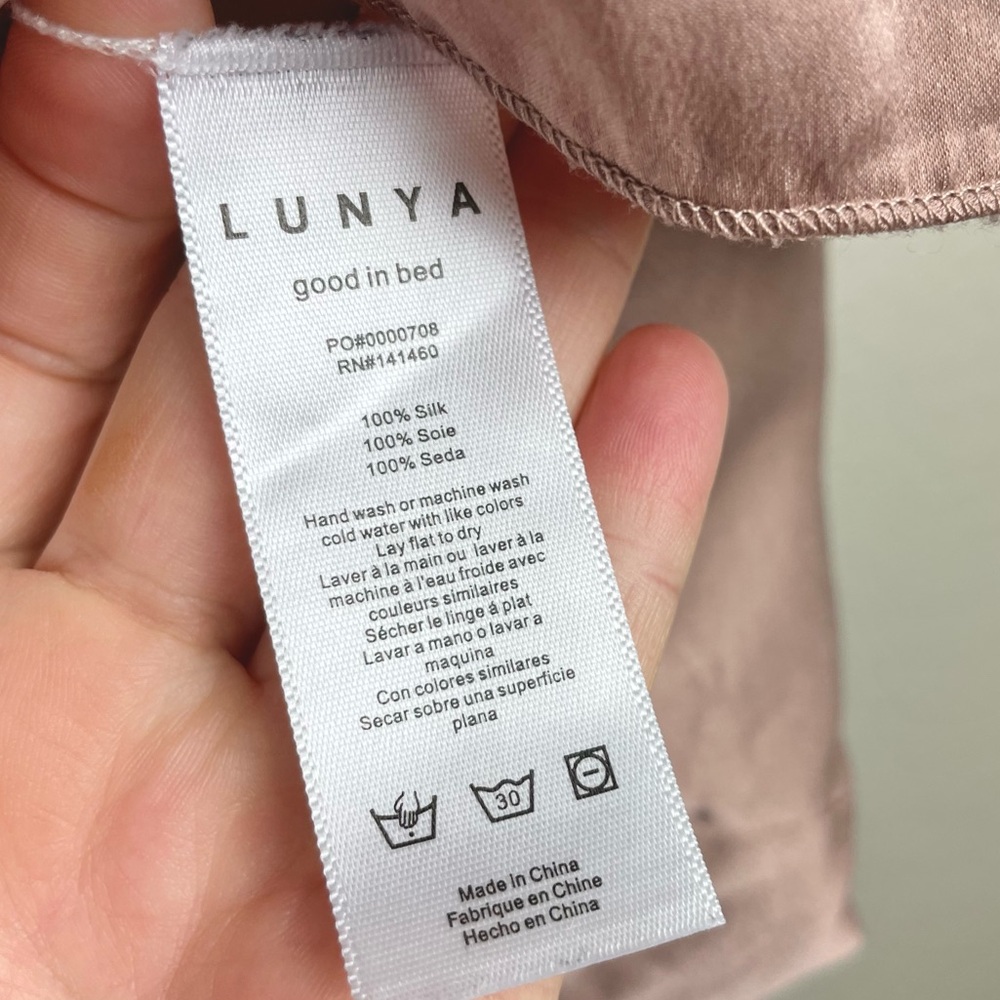 LUNYA
good in bed
PO#0000708
RN#141460
100% Silk
100% Soie
100% Seda
Hand wash or machine wash
cold water with like colors
Lay flat to dry
Laver à la main ou laver à la
machine à l'eau froide avec
couleurs similaires
Sécher le linge á plat
Lavar a mano o lavar a
maquina
Con colores similares
Secar sobre una superficie
plana
30
Made in China
Fabrique en Chine
Hecho en China